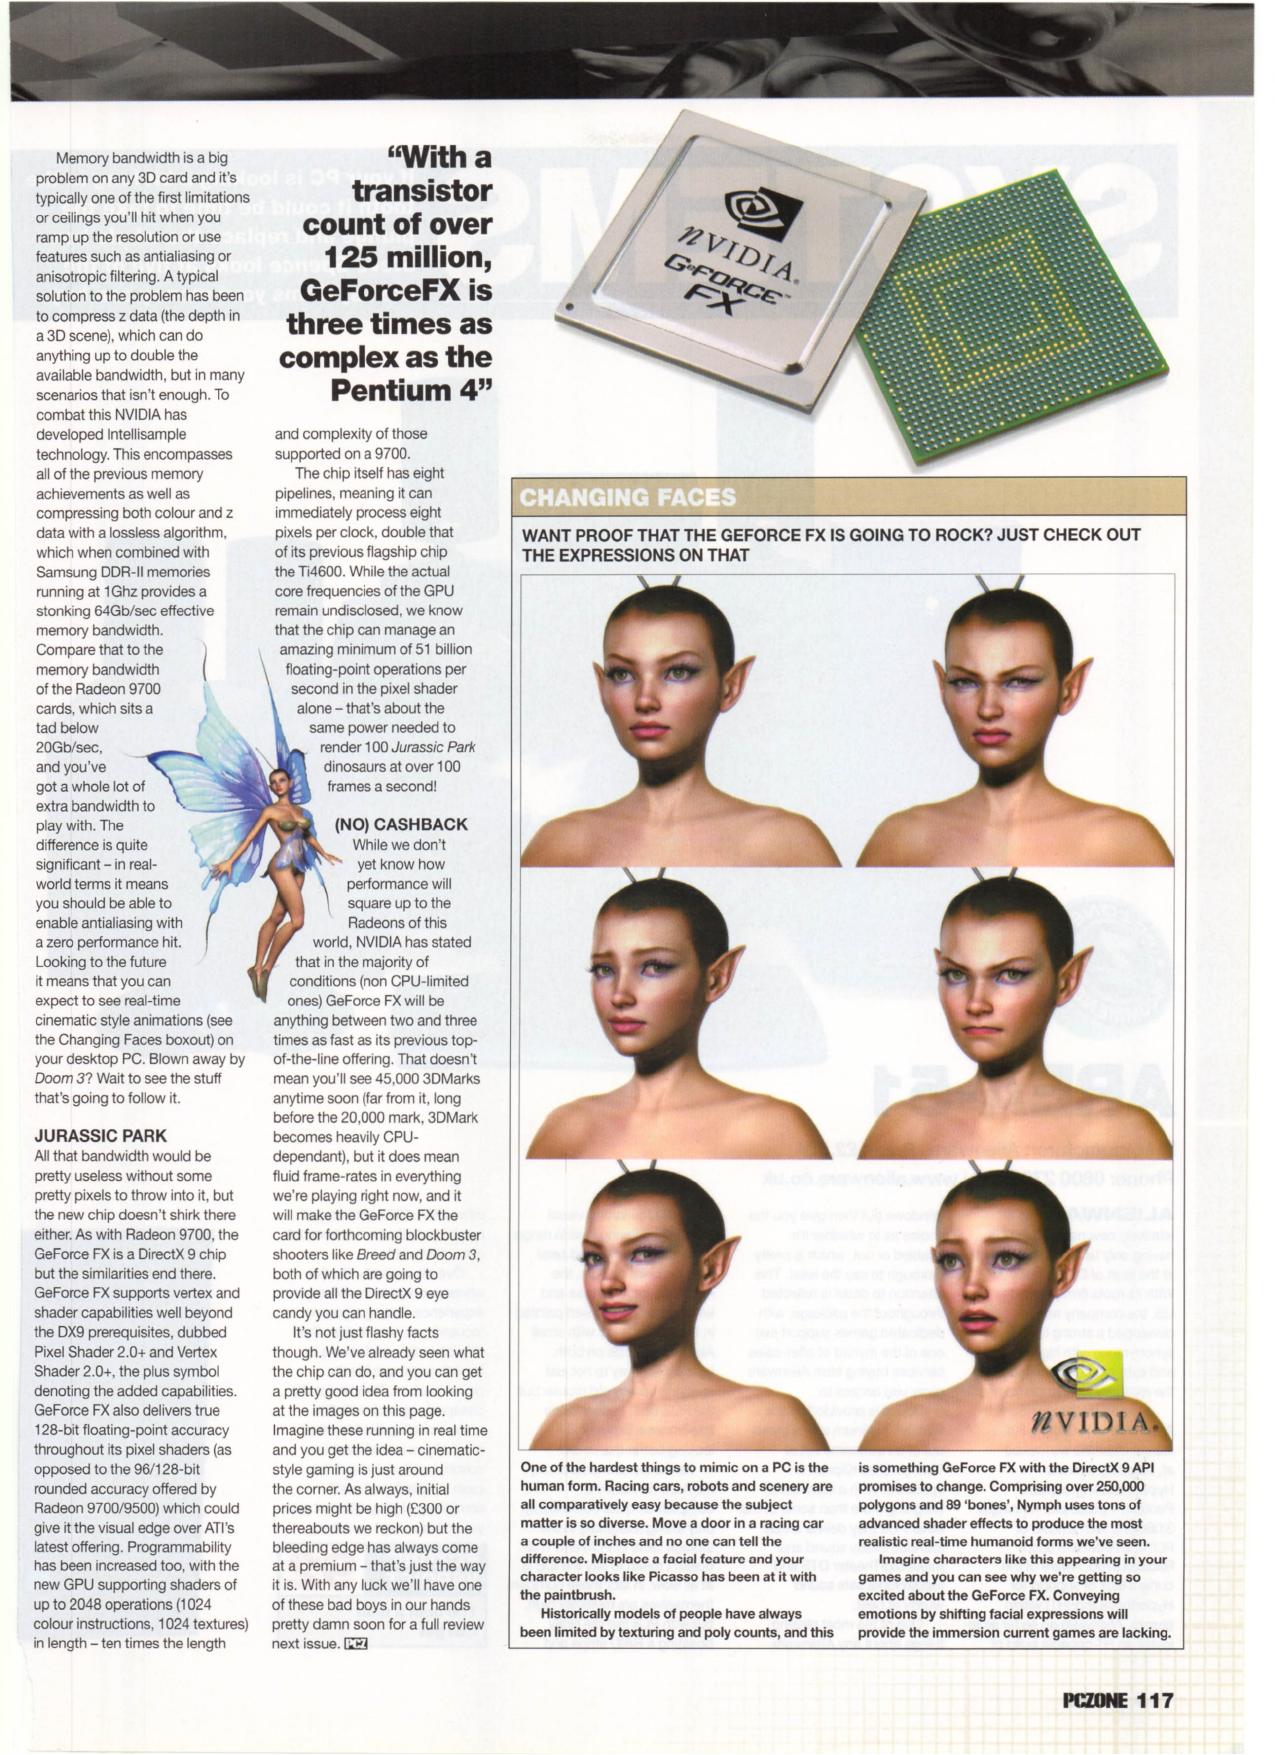 Memory bandwidth is a big
problem on any 3D card and it's
typically one of the first limitations
or ceilings you'll hit when you
ramp up the resolution or use
features such as antialiasing or
anisotropic filtering. A typical
solution to the problem has been
to compress z data (the depth in
a 3D scene), which can do
anything up to double the
available bandwidth, but in many
scenarios that isn't enough. To
combat this NVIDIA has
developed Intellisample
technology. This encompasses
all of the previous memory
achievements as well as
compressing both colour and z
data with a lossless algorithm,
which when combined with
Samsung DDR-II memories
running at 1Ghz provides a
stonking 64Gb/sec effective
memory bandwidth.
Compare that to the
memory bandwidth
of the Radeon 9700
cards, which sits a
tad below
20Gb/sec,
and you've
got a whole lot of
extra bandwidth to
play with. The
difference is quite
significant – in real-
world terms it means
you should be able to
enable antialiasing with
a zero performance hit.
Looking to the future
it means that you can
expect to see real-time
cinematic style animations (see
the Changing Faces boxout) on
your desktop PC. Blown away by
Doom 3? Wait to see the stuff
that's going to follow it.
JURASSIC PARK
All that bandwidth would be
pretty useless without some
pretty pixels to throw into it, but
the new chip doesn't shirk there
either. As with Radeon 9700, the
GeForce FX is a DirectX 9 chip
but the similarities end there.
GeForce FX supports vertex and
shader capabilities well beyond
the DX9 prerequisites, dubbed
Pixel Shader 2.0+ and Vertex
Shader 2.0+, the plus symbol
denoting the added capabilities.
GeForce FX also delivers true
128-bit floating-point accuracy
throughout its pixel shaders (as
opposed to the 96/128-bit
rounded accuracy offered by
Radeon 9700/9500) which could
give it the visual edge over ATI's
latest offering. Programmability
has been increased too, with the
new GPU supporting shaders of
up to 2048 operations (1024
colour instructions, 1024 textures)
in length – ten times the length
“With a
transistor
count of over
125 million,
GeForceFX is
three times as
complex as the
Pentium 4”
and complexity of those
supported on a 9700.
The chip itself has eight
pipelines, meaning it can
immediately process eight
pixels per clock, double that
of its previous flagship chip
the Ti4600. While the actual
core frequencies of the GPU
remain undisclosed, we know
that the chip can manage an
amazing minimum of 51 billion
floating-point operations per
second in the pixel shader
alone – that's about the
same power needed to
render 100 Jurassic Park
dinosaurs at over 100
frames a second!
(NO) CASHBACK
While we don't
yet know how
performance will
square up to the
Radeons of this
world, NVIDIA has stated
that in the majority of
conditions (non CPU-limited
ones) GeForce FX will be
anything between two and three
times as fast as its previous top-
of-the-line offering. That doesn't
mean you'll see 45,000 3DMarks
anytime soon (far from it, long
before the 20,000 mark, 3DMark
becomes heavily CPU-
dependant), but it does mean
fluid frame-rates in everything
we're playing right now, and it
will make the GeForce FX the
card for forthcoming blockbuster
shooters like Breed and Doom 3,
both of which are going to
provide all the DirectX 9 eye
candy you can handle.
It's not just flashy facts
though. We've already seen what
the chip can do, and you can get
a pretty good idea from looking
at the images on this page.
Imagine these running in real time
and you get the idea – cinematic-
style gaming is just around
the corner. As always, initial
prices might be high (£300 or
thereabouts we reckon) but the
bleeding edge has always come
at a premium – that's just the way
it is. With any luck we'll have one
of these bad boys in our hands
pretty damn soon for a full review
next issue. PCZ
nVIDIA.
GeFORCE™
FX
CHANGING FACES
WANT PROOF THAT THE GEFORCE FX IS GOING TO ROCK? JUST CHECK OUT
THE EXPRESSIONS ON THAT
nVIDIA.
One of the hardest things to mimic on a PC is the
human form. Racing cars, robots and scenery are
all comparatively easy because the subject
matter is so diverse. Move a door in a racing car
a couple of inches and no one can tell the
difference. Misplace a facial feature and your
character looks like Picasso has been at it with
the paintbrush.
Historically models of people have always
been limited by texturing and poly counts, and this
is something GeForce FX with the DirectX 9 API
promises to change. Comprising over 250,000
polygons and 89 ‘bones’, Nymph uses tons of
advanced shader effects to produce the most
realistic real-time humanoid forms we've seen.
Imagine characters like this appearing in your
games and you can see why we're getting so
excited about the GeForce FX. Conveying
emotions by shifting facial expressions will
provide the immersion current games are lacking.
PCZONE 117